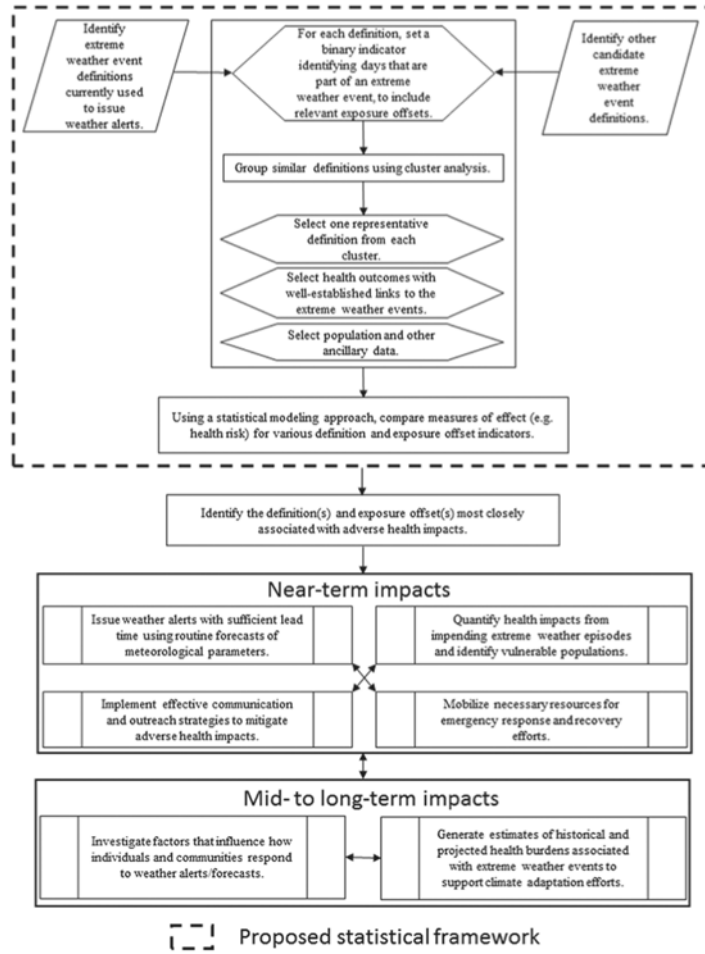 Identify
extreme
weather event
definitions
currently used
to issue
weather alerts.
For each definition, set a
binary indicator
identifying days that are
part of an extreme
weather event, to include
relevant exposure offsets.
Identify other
candidate
extreme
weather
event
definitions.
Group similar definitions using cluster analysis.
Select one representative
definition from each
cluster.
Select health outcomes with
well-established links to the
extreme weather events.
Select population and other
ancillary data.
Using a statistical modeling approach, compare measures of effect (e.g.
health risk) for various definition and exposure offset indicators.
Identify the definition(s) and exposure offset(s) most closely
associated with adverse health impacts.
Near-term impacts
Issue weather alerts with sufficient lead
time using routine forecasts of
meteorological parameters.
Quantify health impacts from
impending extreme weather episodes
and identify vulnerable populations.
Implement effective communication
and outreach strategies to mitigate
adverse health impacts.
Mobilize necessary resources for
emergency response and recovery
efforts.
Mid- to long-term impacts
Investigate factors that influence how
individuals and communities respond
to weather alerts/forecasts.
Generate estimates of historical and
projected health burdens associated
with extreme weather events to
support climate adaptation efforts.
Proposed statistical framework